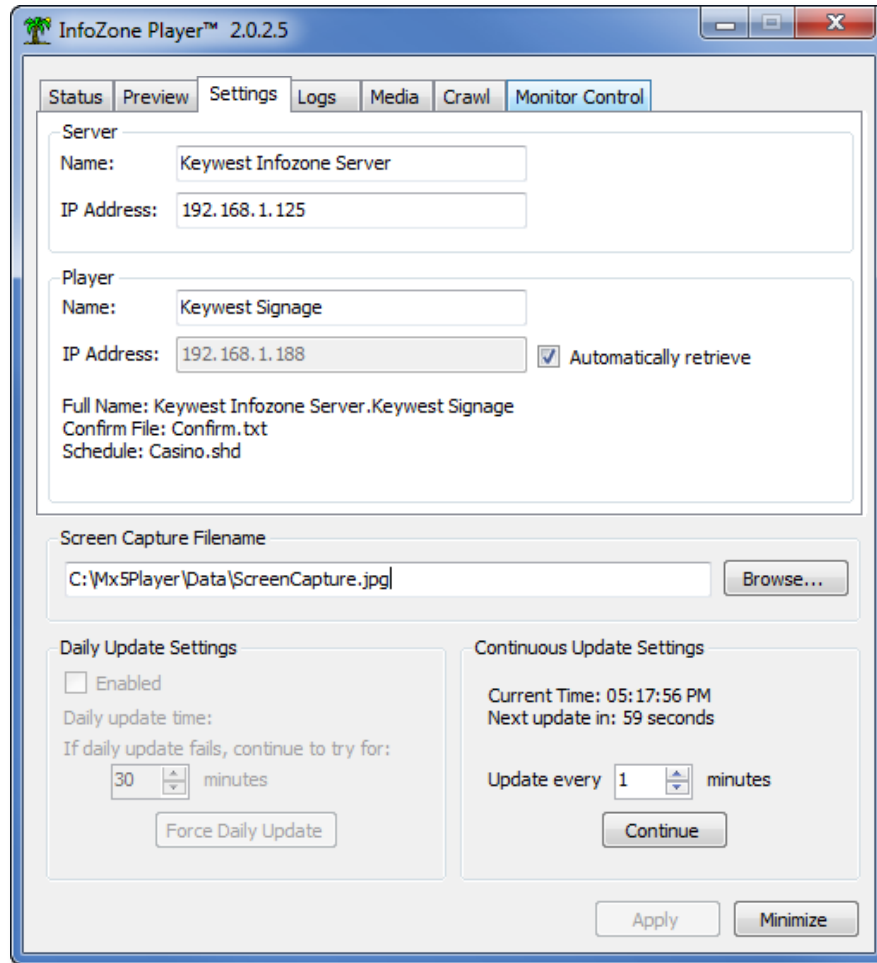 InfoZone Player™ 2.0.2.5
Status Preview Settings Logs Media Crawl Monitor Control
Server
Name: Keywest Infozone Server
IP Address: 192.168.1.125
Player
Name: Keywest Signage
IP Address: 192.168.1.188 Automatically retrieve
Full Name: Keywest Infozone Server.Keywest Signage
Confirm File: Confirm.txt
Schedule: Casino.shd
Screen Capture Filename
C:\Mx5Player\Data\ScreenCapture.jpg Browse...
Daily Update Settings
Enabled
Daily update time:
If daily update fails, continue to try for:
30 minutes
Force Daily Update
Continuous Update Settings
Current Time: 05:17:56 PM
Next update in: 59 seconds
Update every 1 minutes
Continue
Apply Minimize